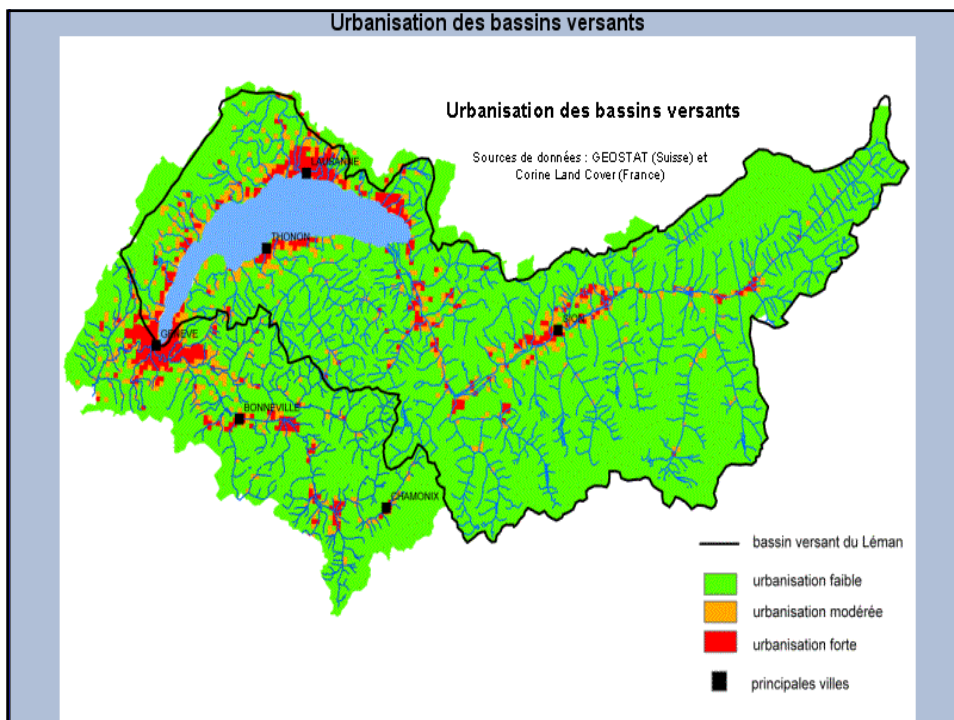 Urbanisation des bassins versants
Urbanisation des bassins versants
Sources de données : GEOSTAT (Suisse) et
Corine Land Cover (France)
LAUSANNE
THONON
GENEVE
SION
BONNEVILLE
CHAMONIX
bassin versant du Léman
urbanisation faible
urbanisation modérée
urbanisation forte
principales villes